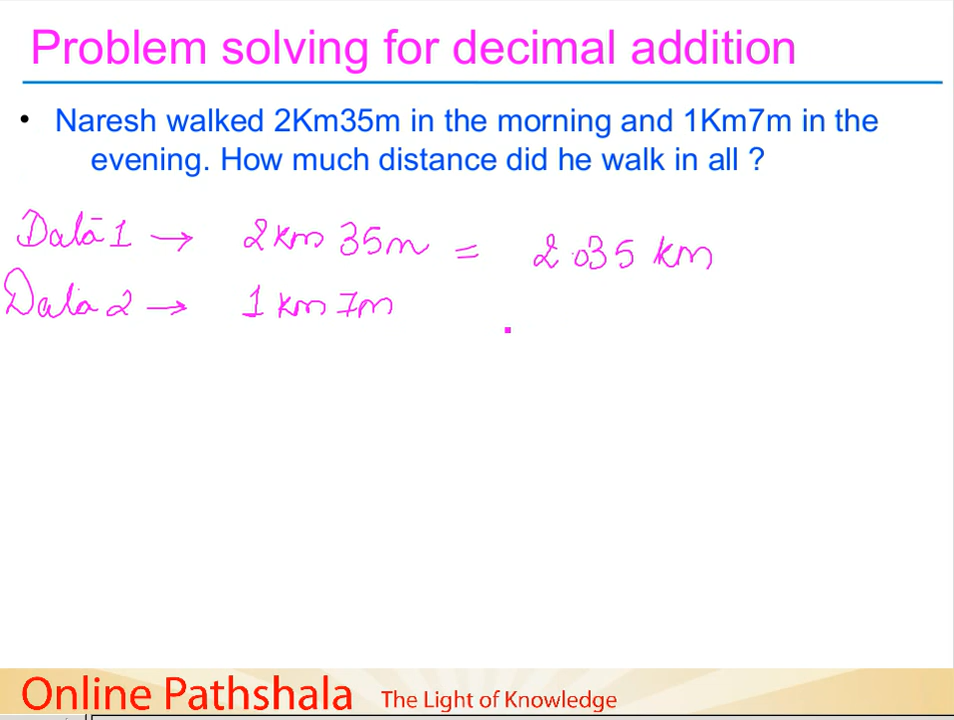 Problem solving for decimal addition
• Naresh walked 2Km35m in the morning and 1Km7m in the
evening. How much distance did he walk in all ?
Data 1 → 2 km 35 m = 2.035 km
Data 2 → 1 km 7m
Online Pathshala The Light of Knowledge